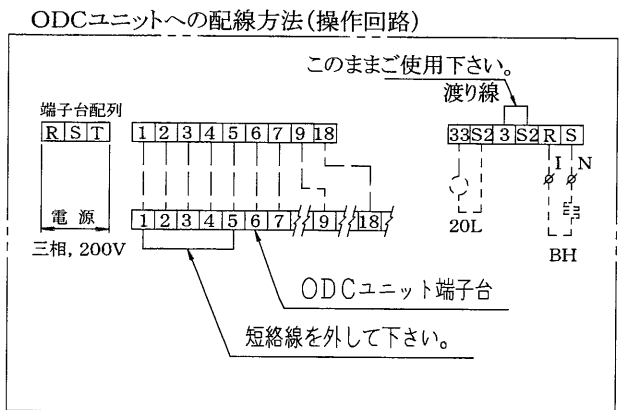 ODCユニットへの配線方法(操作回路)
このままご使用下さい。
渡り線
端子台配列
R S T
1 2 3 4 5 6 7 9 18
33 S2 3 S2 R S
I N
電源
三相, 200V
1 2 3 4 5 6 7 9 18
20L
BH
ODCユニット端子台
短絡線を外して下さい。